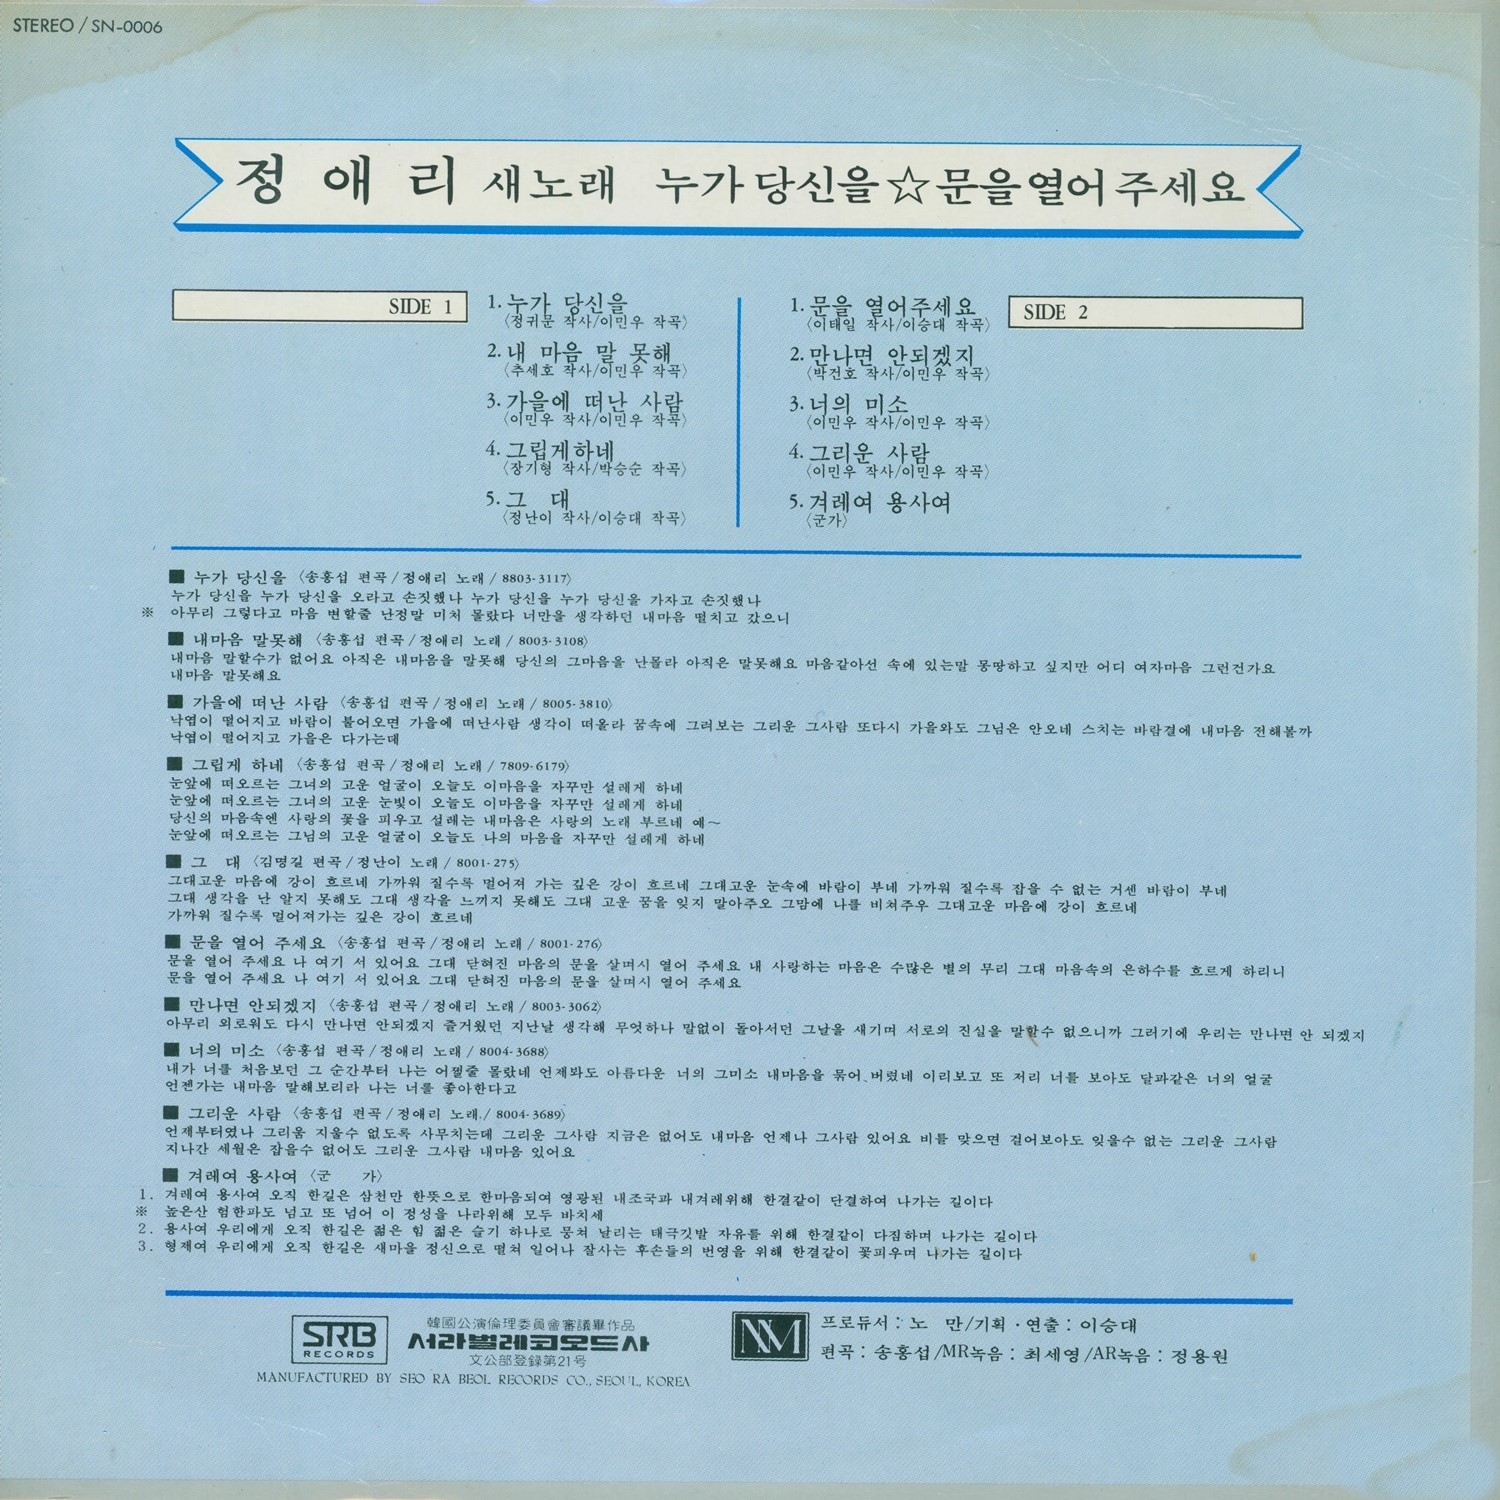 STEREO / SN-0006
정 애 리 새노래 누가 당신을☆문을 열어 주세요
SIDE 1
1. 누가 당신을
〈정귀문 작사/이민우 작곡〉
2. 내 마음 말 못해
〈추세호 작사/이민우 작곡〉
3. 가을에 떠난 사람
〈이민우 작사/이민우 작곡〉
4. 그립게하네
〈장기형 작사/박승순 작곡〉
5. 그 대
〈정난이 작사/이승대 작곡〉
SIDE 2
1. 문을 열어주세요
〈이태일 작사/이승대 작곡〉
2. 만나면 안되겠지
〈박건호 작사/이민우 작곡〉
3. 너의 미소
〈이민우 작사/이민우 작곡〉
4. 그리운 사람
〈이민우 작사/이민우 작곡〉
5. 겨레여 용사여
〈군가〉
■ 누가 당신을 〈송홍섭 편곡/정애리 노래/8803-3117〉
누가 당신을 누가 당신을 오라고 손짓했나 누가 당신을 누가 당신을 가자고 손짓했나
※ 아무리 그렇다고 마음 변할줄 난정말 미처 몰랐다 너만을 생각하던 내마음 떨치고 갔으니
■ 내마음 말못해 〈송홍섭 편곡/정애리 노래/8003-3108〉
내마음 말할수가 없어요 아직은 내마음을 말못해 당신의 그마음을 난몰라 아직은 말못해요 마음같아선 속에 있는말 몽땅하고 싶지만 어디 여자마음 그런건가요
내마음 말못해요
■ 가을에 떠난 사람 〈송홍섭 편곡/정애리 노래/8005-3810〉
낙엽이 떨어지고 바람이 불어오면 가을에 떠난사람 생각이 떠올라 꿈속에 그려보는 그리운 그사람 또다시 가을와도 그님은 안오네 스치는 바람결에 내마음 전해볼까
낙엽이 떨어지고 가을은 다가는데
■ 그립게 하네 〈송홍섭 편곡/정애리 노래/7809-6179〉
눈앞에 떠오르는 그녀의 고운 얼굴이 오늘도 이마음을 자꾸만 설레게 하네
눈앞에 떠오르는 그녀의 고운 눈빛이 오늘도 이마음을 자꾸만 설레게 하네
당신의 마음속엔 사랑의 꽃을 피우고 설레는 내마음은 사랑의 노래 부르네 예~
눈앞에 떠오르는 그님의 고운 얼굴이 오늘도 나의 마음을 자꾸만 설레게 하네
■ 그 대 〈김명길 편곡/정난이 노래/8001-275〉
그대고운 마음에 강이 흐르네 가까워 질수록 멀어져 가는 깊은 강이 흐르네 그대고운 눈속에 바람이 부네 가까워 질수록 잡을 수 없는 거센 바람이 부네
그대 생각을 난 알지 못해도 그대 생각을 느끼지 못해도 그대 고운 꿈을 잊지 말아주오 그맘에 나를 비쳐주우 그대고운 마음에 강이 흐르네
가까워 질수록 멀어져가는 깊은 강이 흐르네
■ 문을 열어 주세요 〈송홍섭 편곡/정애리 노래/8001-276〉
문을 열어 주세요 나 여기 서 있어요 그대 닫혀진 마음의 문을 살며시 열어 주세요 내 사랑하는 마음은 수많은 별의 무리 그대 마음속의 은하수를 흐르게 하리니
문을 열어 주세요 나 여기 서 있어요 그대 닫혀진 마음의 문을 살며시 열어 주세요
■ 만나면 안되겠지 〈송홍섭 편곡/정애리 노래/8003-3062〉
아무리 외로워도 다시 만나면 안되겠지 즐거웠던 지난날 생각해 무엇하나 말없이 돌아서던 그날을 새기며 서로의 진실을 말할수 없으니까 그러기에 우리는 만나면 안 되겠지
■ 너의 미소 〈송홍섭 편곡/정애리 노래/8004-3688〉
내가 너를 처음보던 그 순간부터 나는 어쩔줄 몰랐네 언제봐도 아름다운 너의 그미소 내마음을 묶어 버렸네 이리보고 또 저리 너를 보아도 달과같은 너의 얼굴
언젠가는 내마음 말해보리라 나는 너를 좋아한다고
■ 그리운 사람 〈송홍섭 편곡/정애리 노래/8004-3689〉
언제부터였나 그리움 지울수 없도록 사무치는데 그리운 그사람 지금은 없어도 내마음 언제나 그사람 있어요 비를 맞으면 걸어보아도 잊을수 없는 그리운 그사람
지나간 세월은 잡을수 없어도 그리운 그사람 내마음 있어요
■ 겨레여 용사여 〈군 가〉
1. 겨레여 용사여 오직 한길은 삼천만 한뜻으로 한마음되여 영광된 내조국과 내겨레위해 한결같이 단결하여 나가는 길이다
※ 높은산 험한파도 넘고 또 넘어 이 정성을 나라위해 모두 바치세
2. 용사여 우리에게 오직 한길은 젊은 힘 젊은 슬기 하나로 뭉쳐 날리는 태극깃발 자유를 위해 한결같이 다짐하며 나가는 길이다
3. 형제여 우리에게 오직 한길은 새마을 정신으로 떨쳐 일어나 잘사는 후손들의 번영을 위해 한결같이 꽃피우며 나가는 길이다
SRB
RECORDS
韓國公演倫理委員會審議畢作品
서라벌레코오드사
文公部登録第21号
MANUFACTURED BY SEO RA BEOL RECORDS CO., SEOUL, KOREA
NM
프로듀서 : 노 만/기획·연출 : 이승대
편곡 : 송홍섭/MR녹음 : 최세영/AR녹음 : 정용원